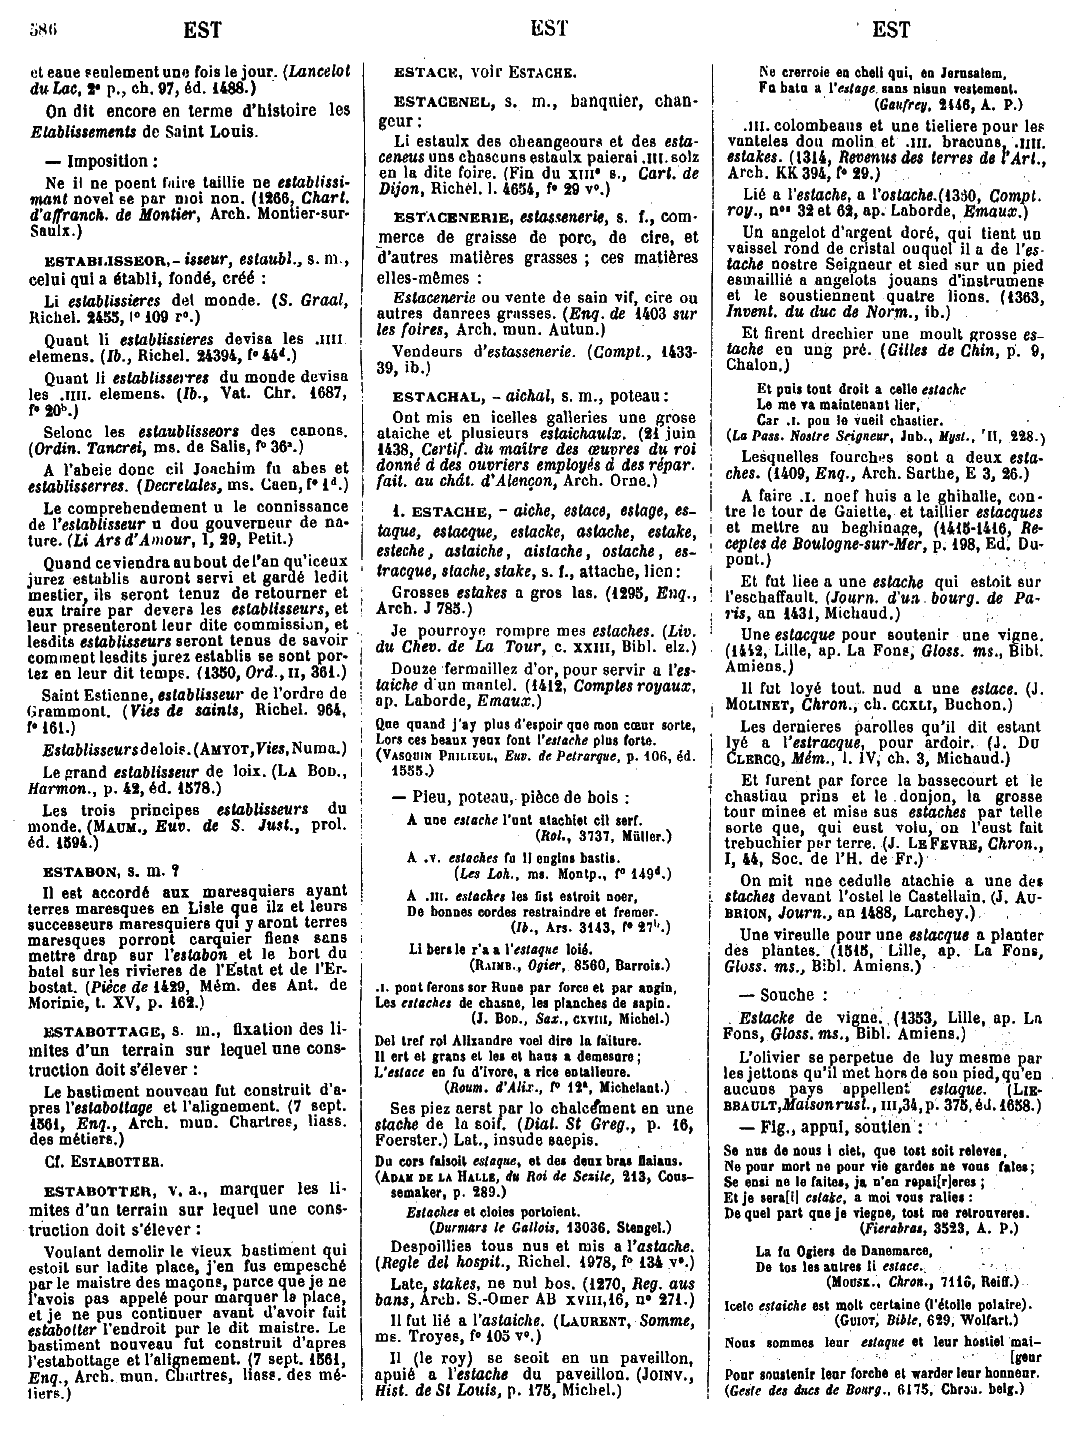 586 EST EST EST
et eaue seulement une fois le jour. (Lancelot
du Lac, 2ᵉ p., ch. 97, éd. 1488.)
On dit encore en terme d'histoire les
Etablissements de Saint Louis.
— Imposition :
Ne il ne poent faire taillie ne establissi-
mant novel se par moi non. (1266, Chart.
d'affranch. de Montier, Arch. Montier-sur-
Saulx.)
ESTABLISSEOR, - isseur, estaubl., s. m.,
celui qui a établi, fondé, créé :
Li establissieres del monde. (S. Graal,
Richel. 2455, fº 109 rº.)
Quant li establissieres devisa les .IIII.
elemens. (Ib., Richel. 24394, fº 44ᵈ.)
Quant li establisseires du monde devisa
les .IIII. elemens. (Ib., Vat. Chr. 1687,
fº 20ᵇ.)
Selonc les estaublisseors des canons.
(Ordin. Tancrei, ms. de Salis, fº 36ᵃ.)
A l'abeie donc cil Joachim fu abes et
establisserres. (Decretales, ms. Caen, fº 1ᵈ.)
Le comprehendement u le connissance
de l'establisseur u dou gouverneur de na-
ture. (Li Ars d'Amour, I, 29, Petit.)
Quand ce viendra au bout de l'an qu'iceux
jurez establis auront servi et gardé ledit
mestier, ils seront tenuz de retourner et
eux traire par devers les establisseurs, et
leur presenteront leur dite commission, et
lesdits establisseurs seront tenus de savoir
comment lesdits jurez establis se sont por-
tez en leur dit temps. (1350, Ord., II, 361.)
Saint Estienne, establisseur de l'ordre de
Grammont. (Vies de saints, Richel. 964,
fº 161.)
Establisseurs de lois. (AMYOT, Vies, Numa.)
Le grand establisseur de loix. (LA BOD.,
Harmon., p. 42, éd. 1578.)
Les trois principes establisseurs du
monde. (MAUM., Euv. de S. Just., prol.
éd. 1594.)
ESTABON, s. m. ?
Il est accordé aux maresquiers ayant
terres maresques en Lisle que ilz et leurs
successeurs maresquiers qui y aront terres
maresques porront carquier fiens sans
mettre drap sur l'estabon et le bort du
batel sur les rivieres de l'Estat et de l'Er-
bostat. (Pièce de 1429, Mém. des Ant. de
Morinie, t. XV, p. 162.)
ESTABOTTAGE, s. m., fixation des li-
mites d'un terrain sur lequel une cons-
truction doit s'élever :
Le bastiment nouveau fut construit d'a-
pres l'estabottage et l'alignement. (7 sept.
1561, Enq., Arch. mun. Chartres, liass.
des métiers.)
Cf. ESTABOTTER.
ESTABOTTER, v. a., marquer les li-
mites d'un terrain sur lequel une cons-
truction doit s'élever :
Voulant demolir le vieux bastiment qui
estoit sur ladite place, j'en fus empesché
par le maistre des maçons, parce que je ne
l'avois pas appelé pour marquer la place,
et je ne pus continuer avant d'avoir fait
estabotter l'endroit par le dit maistre. Le
bastiment nouveau fut construit d'apres
l'estabottage et l'alignement. (7 sept. 1561,
Enq., Arch. mun. Chartres, liass. des mé-
tiers.)
ESTACE, voir ESTACHE.
ESTACENEL, s. m., banquier, chan-
geur :
Li estaulx des cheangeours et des esta-
ceneus uns chascuns estaulx paierai .III. solz
en la dite foire. (Fin du XIIIᵉ s., Cart. de
Dijon, Richel. l. 4654, fº 29 vº.)
ESTACENERIE, estassenerie, s. f., com-
merce de graisse de porc, de cire, et
d'autres matières grasses ; ces matières
elles-mêmes :
Estacenerie ou vente de sain vif, cire ou
autres danrees grasses. (Enq. de 1403 sur
les foires, Arch. mun. Autun.)
Vendeurs d'estassenerie. (Compt., 1433-
39, ib.)
ESTACHAL, - aichal, s. m., poteau :
Ont mis en icelles galleries une grose
ataiche et plusieurs estaichaulx. (21 juin
1438, Certif. du maître des œuvres du roi
donné à des ouvriers employés à des répar.
fait. au chât. d'Alençon, Arch. Orne.)
1. ESTACHE, - aiche, estace, estage, es-
taque, estacque, estacke, astache, estake,
esteche, astaiche, aistache, ostache, es-
tracque, stache, stake, s. f., attache, lien :
Grosses estakes a gros las. (1295, Enq.,
Arch. J 785.)
Je pourroye rompre mes estaches. (Liv.
du Chev. de La Tour, c. XXIII, Bibl. elz.)
Douze fermaillez d'or, pour servir a l'es-
taiche d'un mantel. (1412, Comptes royaux,
ap. Laborde, Emaux.)
Que quand j'ay plus d'espoir que mon cœur sorte,
Lors ces beaux yeux font l'estache plus forte.
(VASQUIN PHILIEUL, Euv. de Petrarque, p. 106, éd.
1555.)
— Pieu, poteau, pièce de bois :
A une estache l'unt atachiet cil serf.
(Rol., 3737, Müller.)
A .V. estaches fu li engins bastis.
(Les Loh., ms. Montp., fº 149ᵈ.)
A .III. estaches les fist estroit noer,
De bonnes cordes restraindre et fremer.
(Ib., Ars. 3143, fº 27ᵇ.)
Li bers le r'a a l'estaque loié.
(RAIMB., Ogier, 8560, Barrois.)
.I. pont ferons sor Rune par force et par angin,
Les estaches de chasne, les planches de sapin.
(J. BOD., Sax., CXVIII, Michel.)
Del tref roi Alixandre voel dire la faiture.
Il ert et grans et les et haus a demesure ;
L'estace en fu d'ivore, a rice entailleure.
(Roum. d'Alix., fº 12ᵃ, Michelant.)
Ses piez aerst par lo chalcement en une
stache de la soif. (Dial. St Greg., p. 16,
Foerster.) Lat., insude saepis.
Du cors faisoit estaque, et des deux bras flaians.
(ADAM DE LA HALLE, du Roi de Sezile, 213, Cous-
semaker, p. 289.)
Estaches et cloies portoient.
(Durmars le Gallois, 13036, Stengel.)
Despoillies tous nus et mis a l'astache.
(Regle del hospit., Richel. 1978, fº 134 vº.)
Late, stakes, ne nul bos. (1270, Reg. aus
bans, Arch. S.-Omer AB XVIII, 16, nº 271.)
Il fut lié a l'astaiche. (LAURENT, Somme,
ms. Troyes, fº 105 vº.)
Il (le roy) se seoit en un paveillon,
apuié a l'estache du paveillon. (JOINV.,
Hist. de St Louis, p. 175, Michel.)
Ne crerroie en chell qui, en Jerusalem,
Fu batu a l'estage sans nisun vestement.
(Gaufrey, 2146, A. P.)
.III. colombeaus et une tieliere pour les
vanteles dou molin et .III. bracuns, .IIII.
estakes. (1314, Revenus des terres de l'Art.,
Arch. KK 394, fº 29.)
Lié a l'estache, a l'ostache. (1350, Compt.
roy., nᵒˢ 32 et 62, ap. Laborde, Emaux.)
Un angelot d'argent doré, qui tient un
vaissel rond de cristal ouquel il a de l'es-
tache nostre Seigneur et sied sur un pied
esmaillié a angelots jouans d'instrumens
et le soustiennent quatre lions. (1363,
Invent. du duc de Norm., ib.)
Et firent drechier une moult grosse es-
tache en ung pré. (Gilles de Chin, p. 9,
Chalon.)
Et puis tout droit a celle estache
Le me va maintenant lier,
Car .I. pou le vueil chastier.
(La Pass. Nostre Seigneur, Jub., Myst., II, 228.)
Lesquelles fourches sont a deux esta-
ches. (1409, Enq., Arch. Sarthe, E 3, 26.)
A faire .I. noef huis a le ghihalle, con-
tre le tour de Gaiette, et taillier estacques
et mettre au beghinage, (1415-1416, Re-
ceptes de Boulogne-sur-Mer, p. 198, Ed. Du-
pont.)
Et fut liee a une estache qui estoit sur
l'eschaffault. (Journ. d'un bourg. de Pa-
ris, an 1431, Michaud.)
Une estacque pour soutenir une vigne.
(1442, Lille, ap. La Fons, Gloss. ms., Bibl.
Amiens.)
Il fut loyé tout nud a une estace. (J.
MOLINET, Chron., ch. CCXLI, Buchon.)
Les dernieres parolles qu'il dit estant
lyé a l'estracque, pour ardoir. (J. DU
CLERCQ, Mém., l. IV, ch. 3, Michaud.)
Et furent par force la bassecourt et le
chastiau prins et le donjon, la grosse
tour minee et mise sus estaches par telle
sorte que, qui eust volu, on l'eust fait
trebuchier par terre. (J. LE FEVRE, Chron.,
I, 44, Soc. de l'H. de Fr.)
On mit une cedulle atachie a une des
staches devant l'ostel le Castellain. (J. AU-
BRION, Journ., an 1488, Larchey.)
Une vireulle pour une estacque a planter
des plantes. (1515, Lille, ap. La Fons,
Gloss. ms., Bibl. Amiens.)
— Souche :
Estacke de vigne. (1353, Lille, ap. La
Fons, Gloss. ms., Bibl. Amiens.)
L'olivier se perpetue de luy mesme par
les jettons qu'il met hors de son pied, qu'en
aucuns pays appellent estaque. (LIE-
BBAULT, Maison rust., III, 34, p. 375, éd. 1658.)
— Fig., appui, soutien :
Se nus de nous i ciet, que tost soit releves,
Ne pour mort ne pour vie gardes ne vous fales ;
Se ensi ne le faites, ja n'en repai[r]eres ;
Et je sera[i] estake, a moi vous ralies :
De quel part que je viegne, tost me retrouveres.
(Fierabras, 3523, A. P.)
La fu Ogiers de Danemarce,
De tos les autres li estace.
(MOUSK., Chron., 7116, Reiff.)
Icele estaiche est molt certaine (l'étoile polaire).
(GUIOT, Bible, 629, Wolfart.)
Nous sommes leur estaque et leur hostiel mai-
[geur
Pour soustenir leur forche et warder leur honneur.
(Geste des ducs de Bourg., 6175, Chron. belg.)